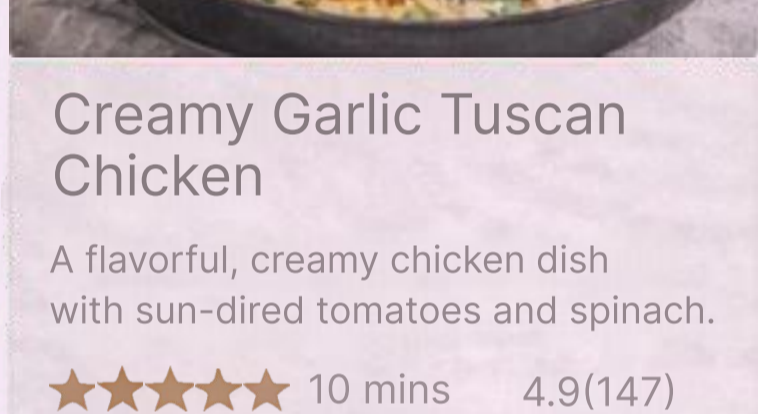 Creamy Garlic Tuscan
Chicken
A flavorful, creamy chicken dish
with sun-dired tomatoes and spinach.
10 mins 4.9(147)